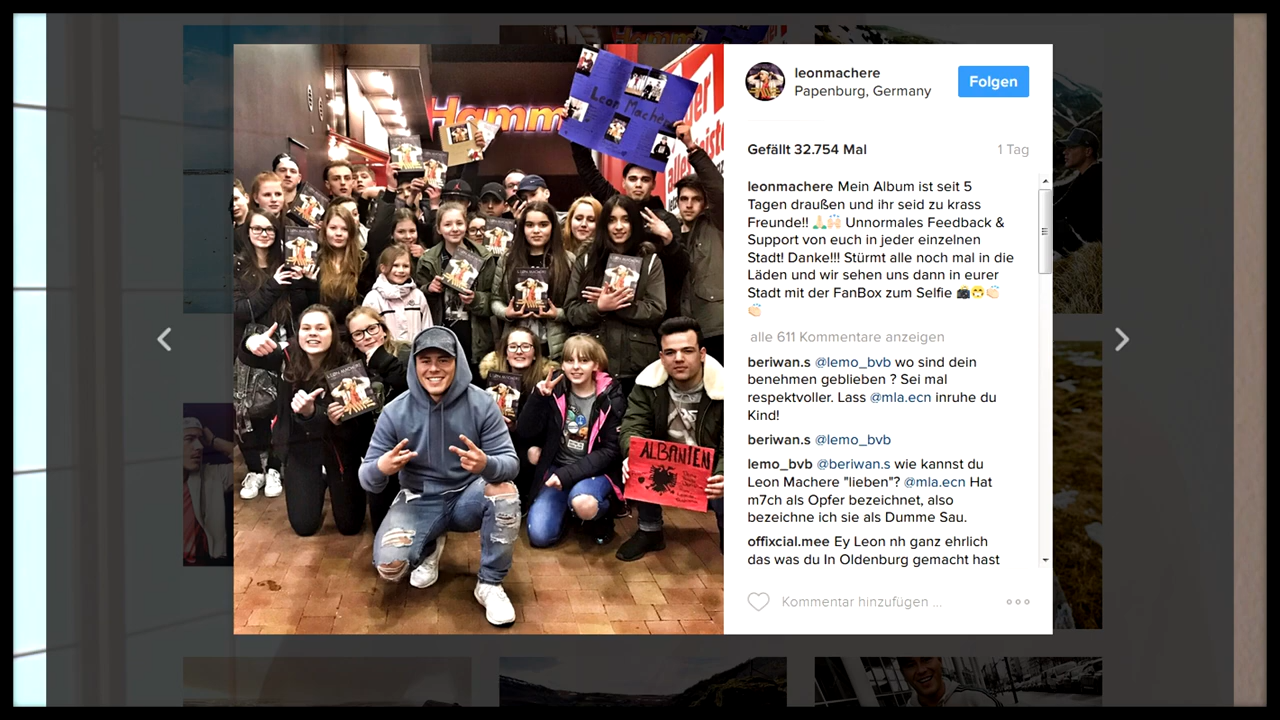 Hamm
Leon Machère
ALBANIEN
leonmachere
Papenburg, Germany
Folgen
Gefällt 32.754 Mal
1 Tag
leonmachere Mein Album ist seit 5
Tagen draußen und ihr seid zu krass
Freunde!! 🙏🏻🙌🏻 Unnormales Feedback &
Support von euch in jeder einzelnen
Stadt! Danke!!! Stürmt alle noch mal in die
Läden und wir sehen uns dann in eurer
Stadt mit der FanBox zum Selfie 📸😁👏🏻
👏🏻
alle 611 Kommentare anzeigen
beriwan.s @lemo_bvb wo sind dein
benehmen geblieben ? Sei mal
respektvoller. Lass @mla.ecn inruhe du
Kind!
beriwan.s @lemo_bvb
lemo_bvb @beriwan.s wie kannst du
Leon Machere "lieben"? @mla.ecn Hat
m7ch als Opfer bezeichnet, also
bezeichne ich sie als Dumme Sau.
offixcial.mee Ey Leon nh ganz ehrlich
das was du In Oldenburg gemacht hast
Kommentar hinzufügen ...